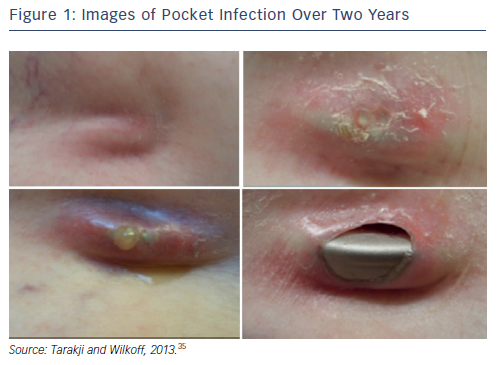 Figure 1: Images of Pocket Infection Over Two Years
Source: Tarakji and Wilkoff, 2013.35